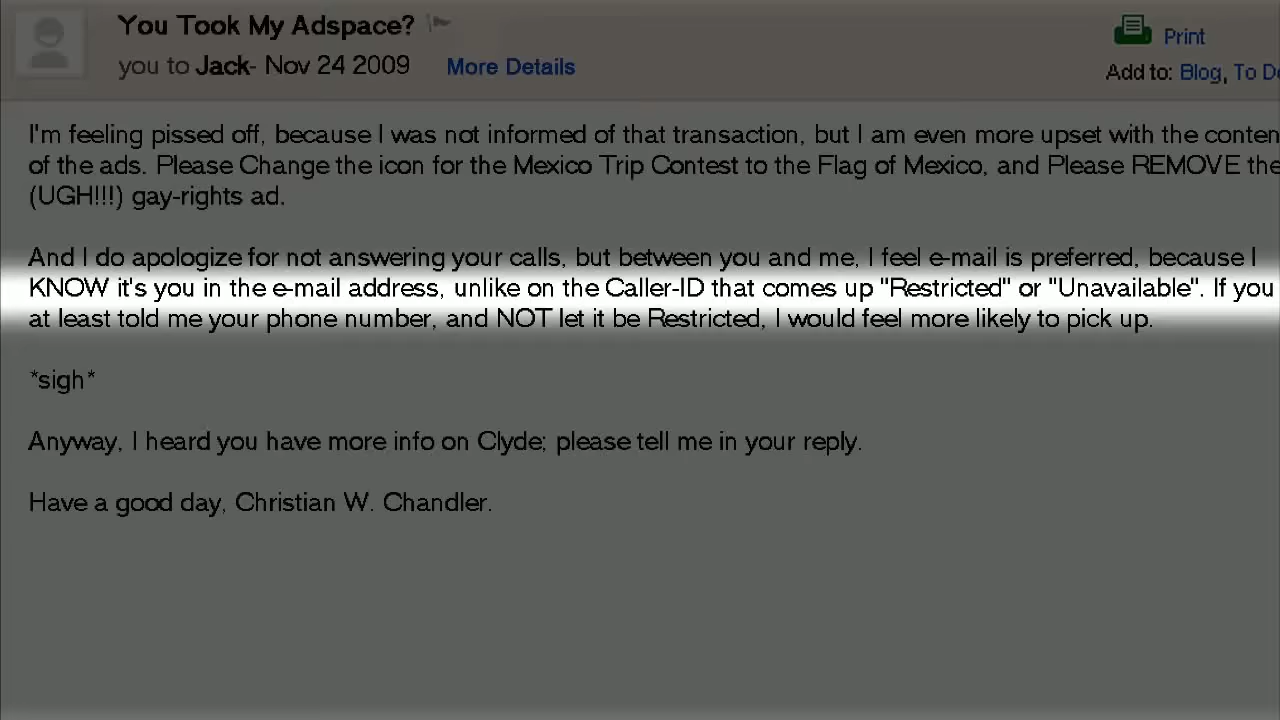 You Took My Adspace?
Print
you to Jack- Nov 24 2009 More Details
Add to: Blog, To
I'm feeling pissed off, because I was not informed of that transaction, but I am even more upset with the
of the ads. Please Change the icon for the Mexico Trip Contest to the Flag of Mexico, and Please REMOVE the
(UGH!!!) gay-rights ad.
And I do apologize for not answering your calls, but between you and me, I feel e-mail is preferred, because I
KNOW it's you in the e-mail address, unlike on the Caller-ID that comes up "Restricted" or "Unavailable". If you
at least told me your phone number, and NOT let it be Restricted, I would feel more likely to pick up.
*sigh*
Anyway, I heard you have more info on Clyde; please tell me in your reply.
Have a good day, Christian W. Chandler.